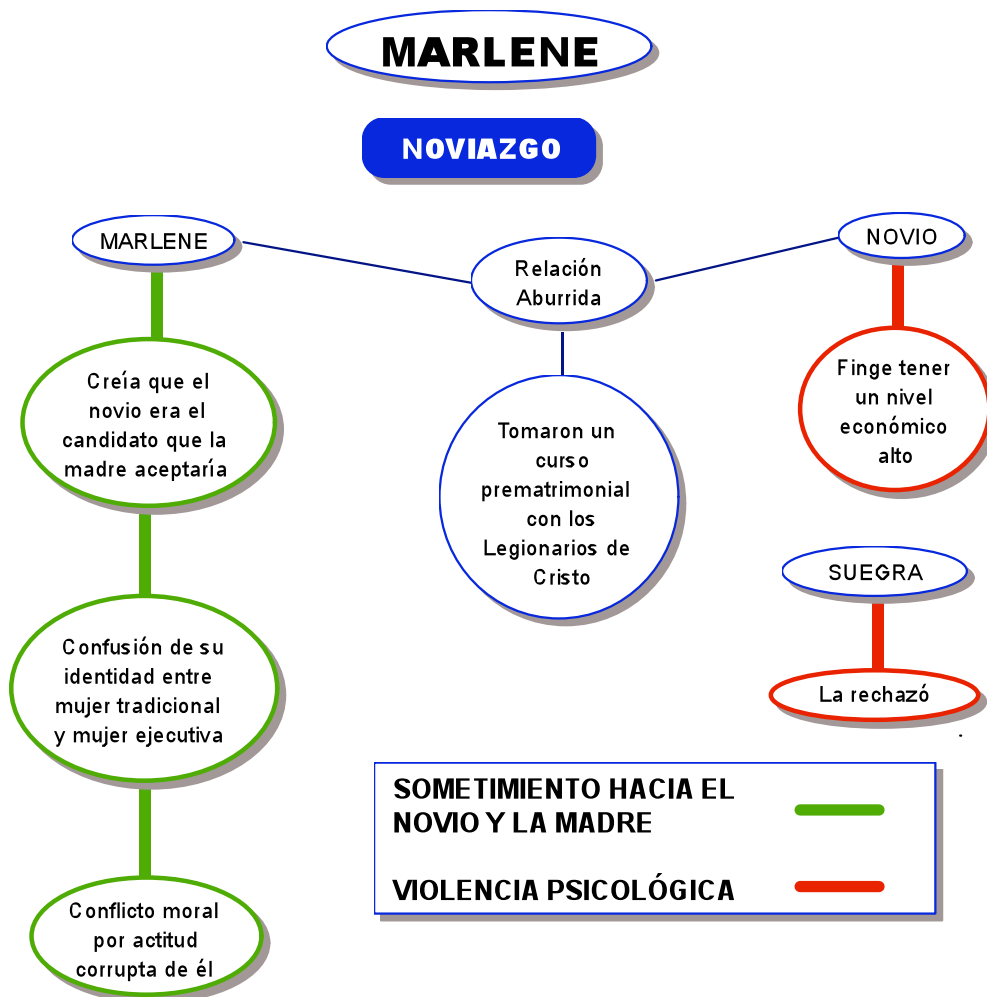 MARLENE
NOVIAZGO
MARLENE
Creía que el
novio era el
candidato que la
madre aceptaría
Confusión de su
identidad entre
mujer tradicional
y mujer ejecutiva
Conflicto moral
por actitud
corrupta de él
Relación
Aburrida
Tomaron un
curso
prematrimonial
con los
Legionarios de
Cristo
NOVIO
Finge tener
un nivel
económico
alto
SUEGRA
La rechazó
.
SOMETIMIENTO HACIA EL
NOVIO Y LA MADRE
VIOLENCIA PSICOLÓGICA